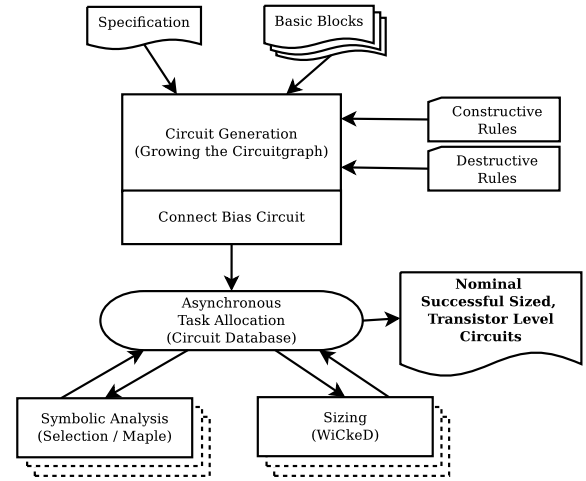 Specification
Basic Blocks
Circuit Generation
(Growing the Circuitgraph)
Constructive
Rules
Destructive
Rules
Connect Bias Circuit
Asynchronous
Task Allocation
(Circuit Database)
Nominal
Successful Sized,
Transistor Level
Circuits
Symbolic Analysis
(Selection / Maple)
Sizing
(WiCkeD)